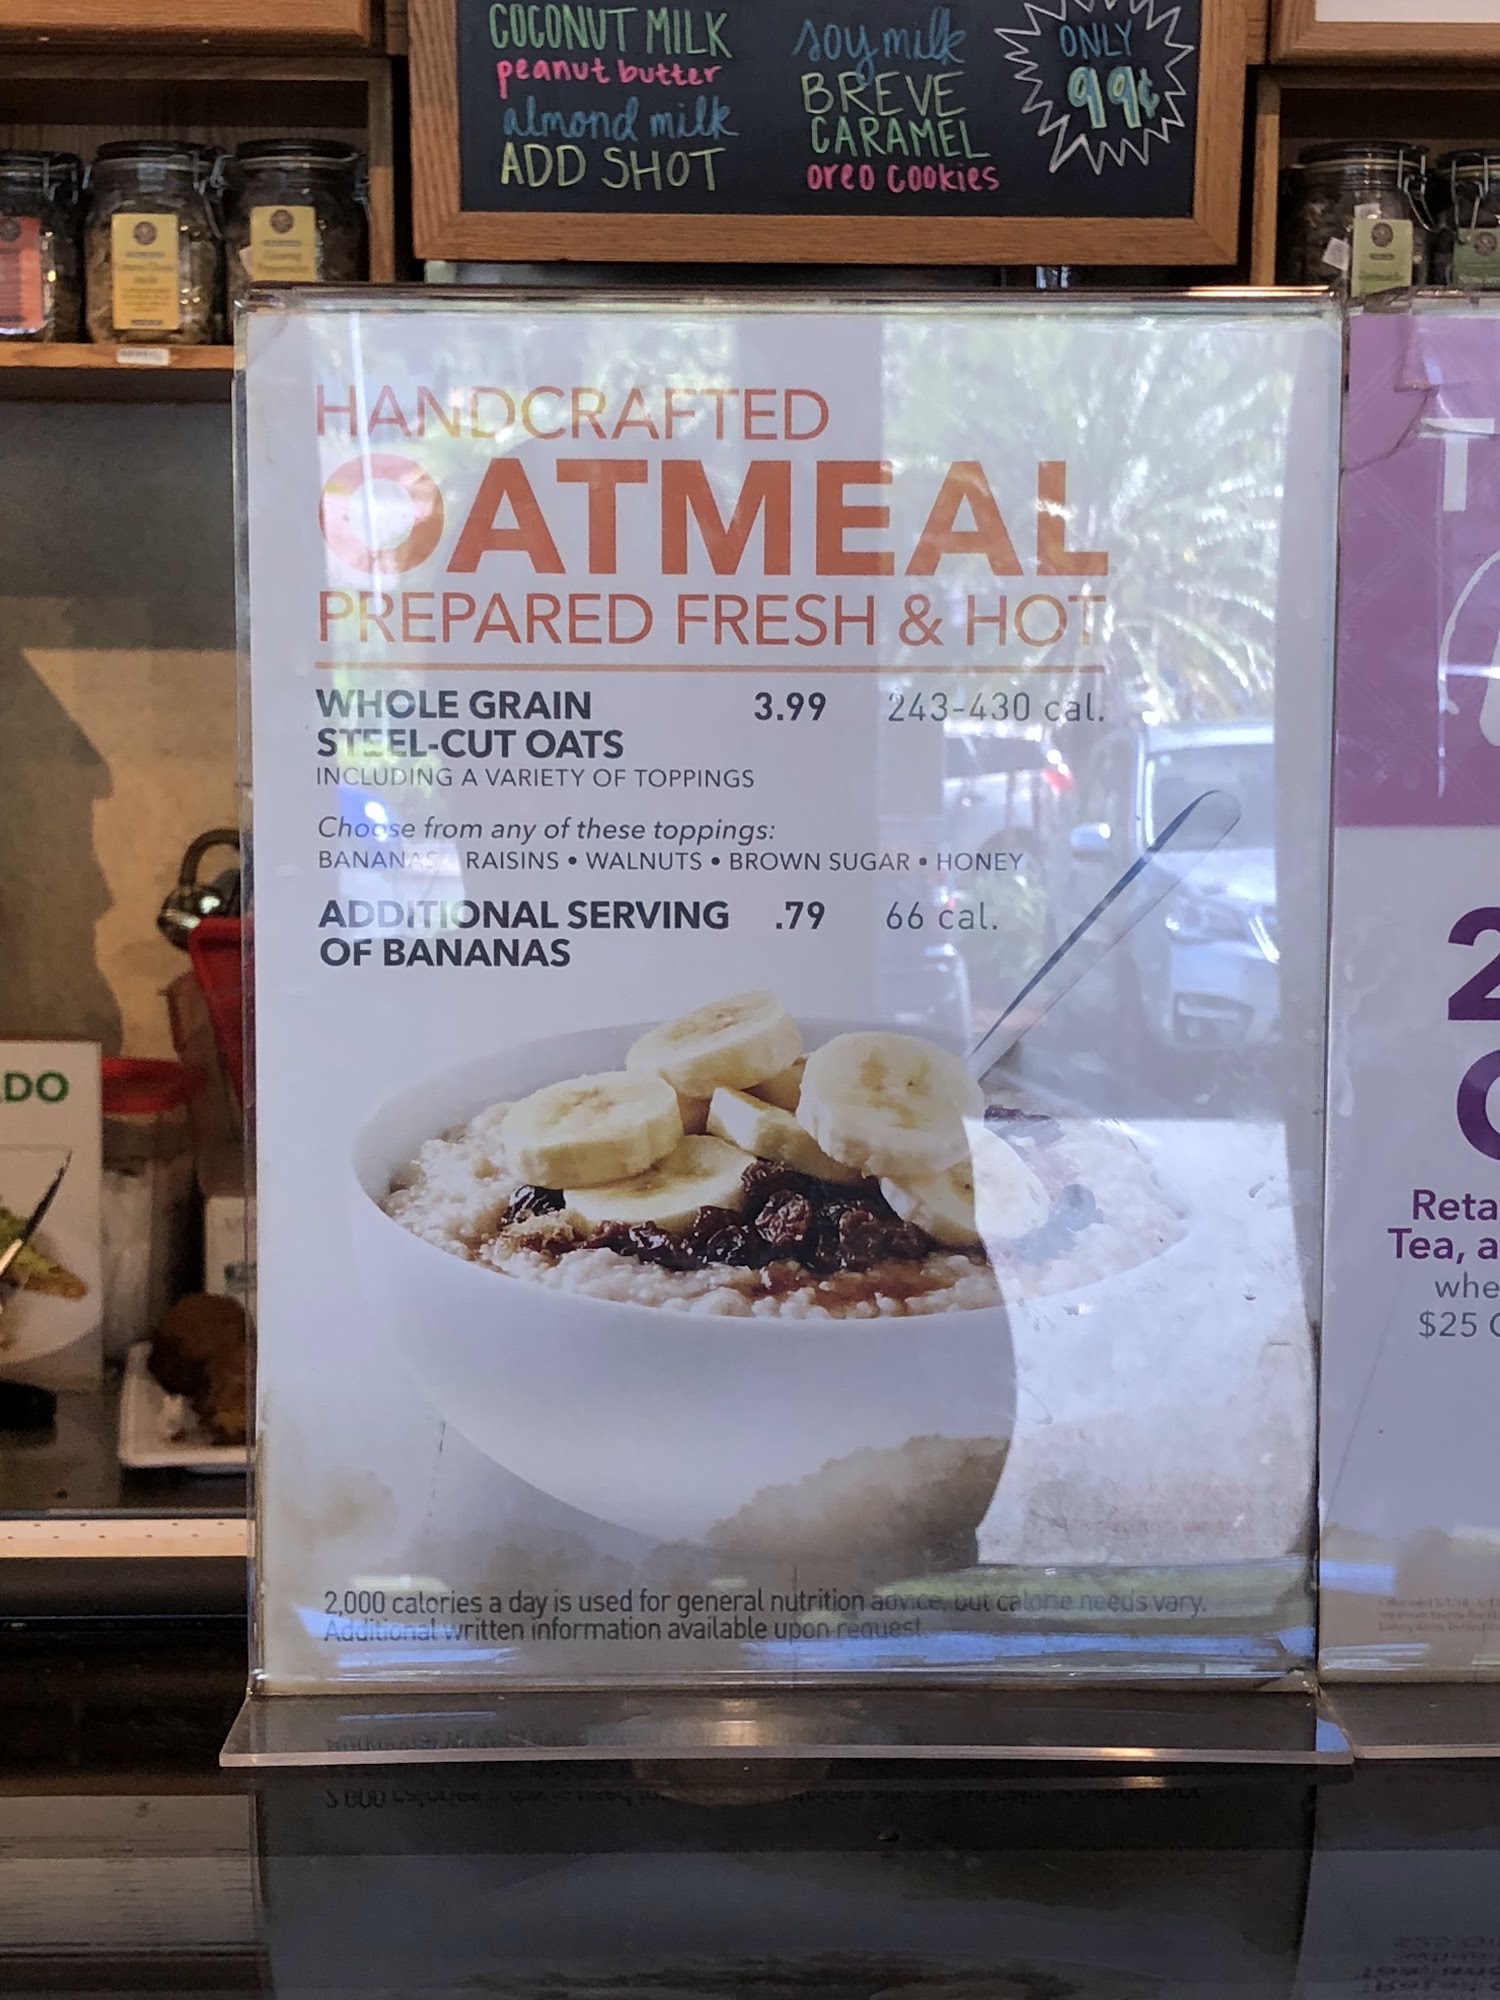 COCONUT MILK
peanut butter
almond milk
ADD SHOT
soy milk
BREVE
CARAMEL
oreo cookies
ONLY
99¢
HANDCRAFTED
OATMEAL
PREPARED FRESH & HOT
WHOLE GRAIN 3.99 243-430 cal.
STEEL-CUT OATS
INCLUDING A VARIETY OF TOPPINGS
Choose from any of these toppings:
BANANAS RAISINS • WALNUTS • BROWN SUGAR • HONEY
ADDITIONAL SERVING .79 66 cal.
OF BANANAS
2,000 calories a day is used for general nutrition advice, but calorie needs vary.
Additional written information available upon request.
DO
T
2
Reta
Tea, a
whe
$25